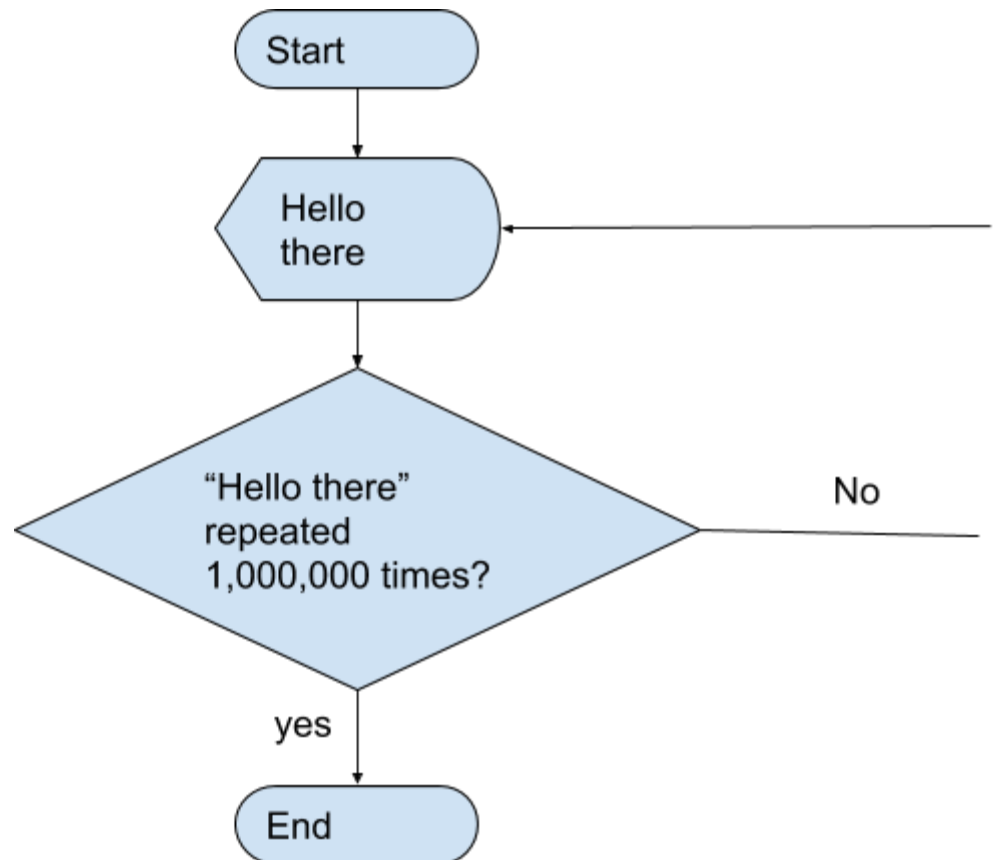 Start
Hello
there
“Hello there”
repeated
1,000,000 times?
No
yes
End